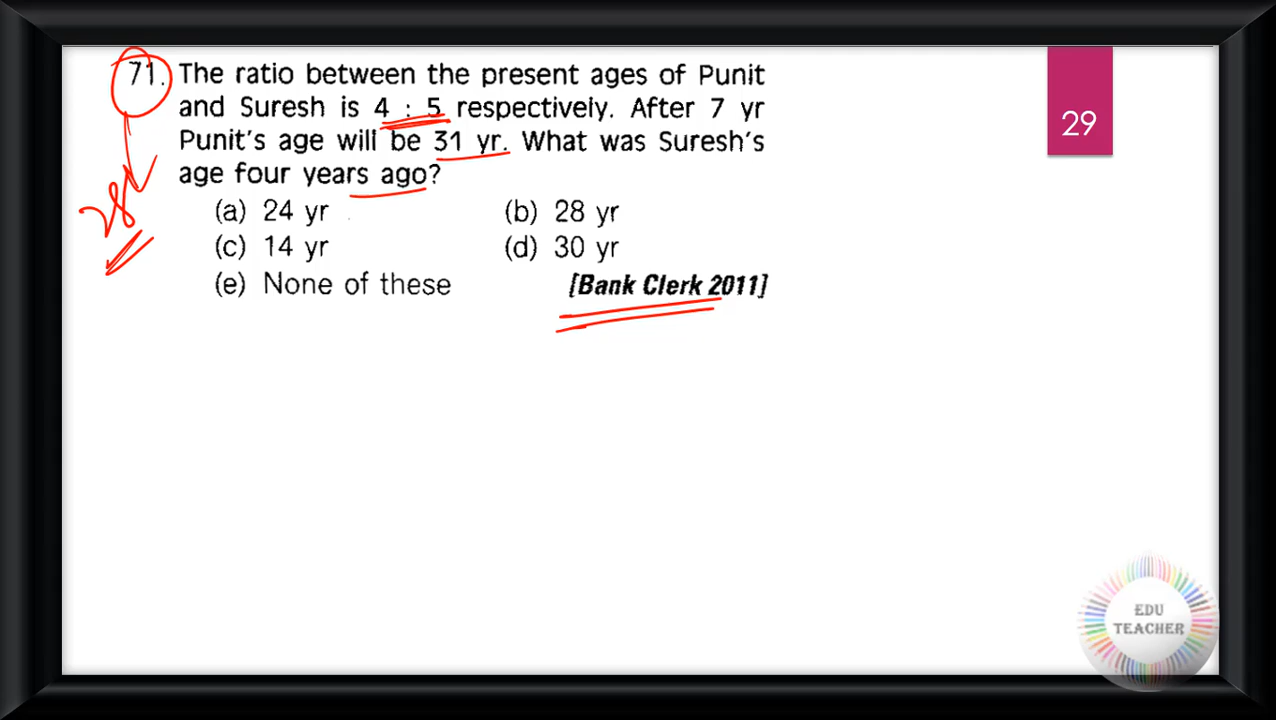 71. The ratio between the present ages of Punit
and Suresh is 4 : 5 respectively. After 7 yr
Punit's age will be 31 yr. What was Suresh's
age four years ago?
(a) 24 yr (b) 28 yr
(c) 14 yr (d) 30 yr
(e) None of these [Bank Clerk 2011]
29
EDU
TEACHER